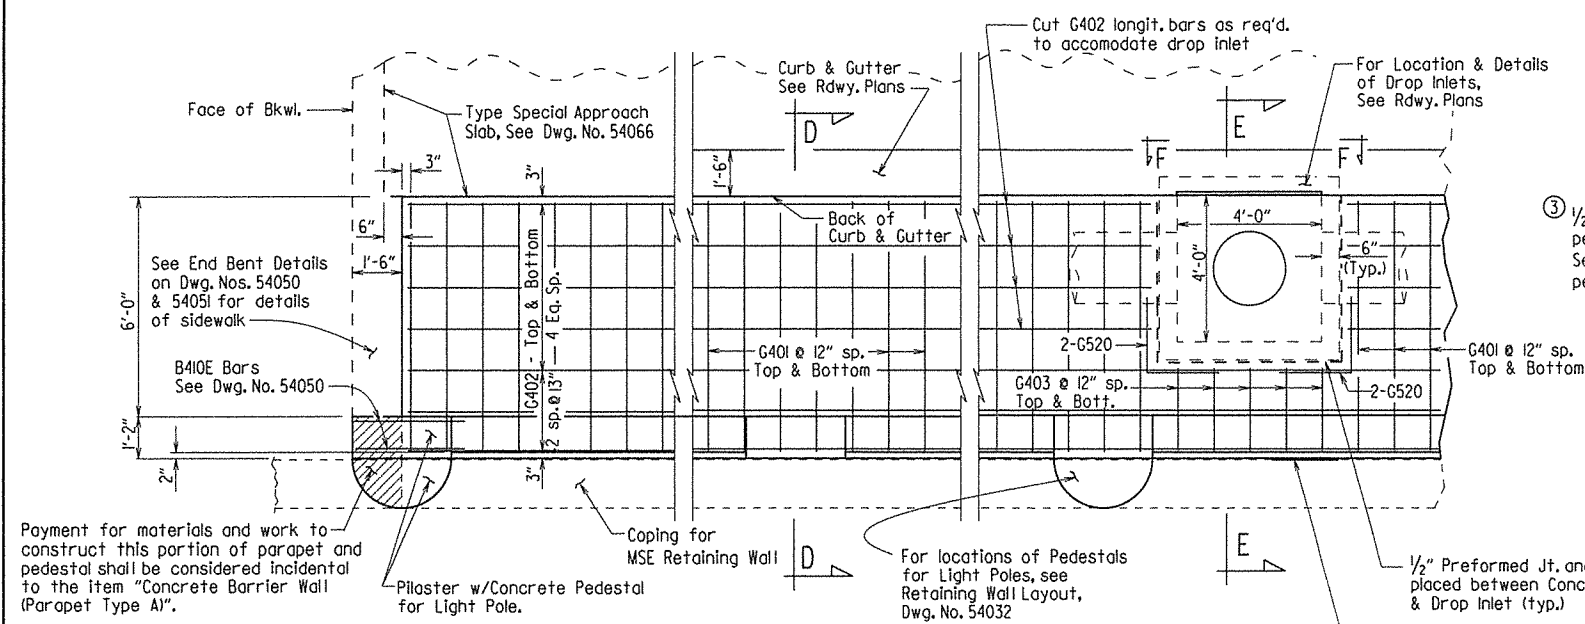 Cut G402 longit. bars as req'd.
to accomodate drop inlet
Curb & Gutter
See Rdwy. Plans
For Location & Details
of Drop Inlets,
See Rdwy. Plans
Face of Bkwl.
Type Special Approach
Slab, See Dwg. No. 54066
D
E
F
F
3"
3"
1'-6"
Back of
Curb & Gutter
4'-0"
4'-0"
6"
(Typ.)
3
6"
1'-6"
6'-0"
See End Bent Details
on Dwg. Nos. 54050
& 54051 for details
of sidewalk
G402 - Top & Bottom
4 Eq. Sp.
2 sp. @ 13"
B410E Bars
See Dwg. No. 54050
G401 @ 12" sp.
Top & Bottom
2-G520
G403 @ 12" sp.
Top & Bott.
2-G520
G401 @ 12" sp.
Top & Bottom
1'-2"
2"
3"
Payment for materials and work to
construct this portion of parapet and
pedestal shall be considered incidental
to the item "Concrete Barrier Wall
(Parapet Type A)".
Pilaster w/Concrete Pedestal
for Light Pole.
Coping for
MSE Retaining Wall
D
For locations of Pedestals
for Light Poles, see
Retaining Wall Layout,
Dwg. No. 54032
E
1/2" Preformed Jt. and
placed between Conc
& Drop Inlet (typ.)